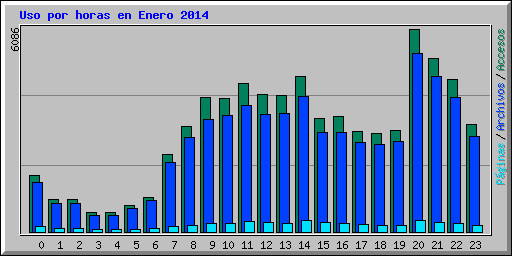 Uso por horas en Enero 2014
6086
Páginas / Archivos / Accesos
0 1 2 3 4 5 6 7 8 9 10 11 12 13 14 15 16 17 18 19 20 21 22 23